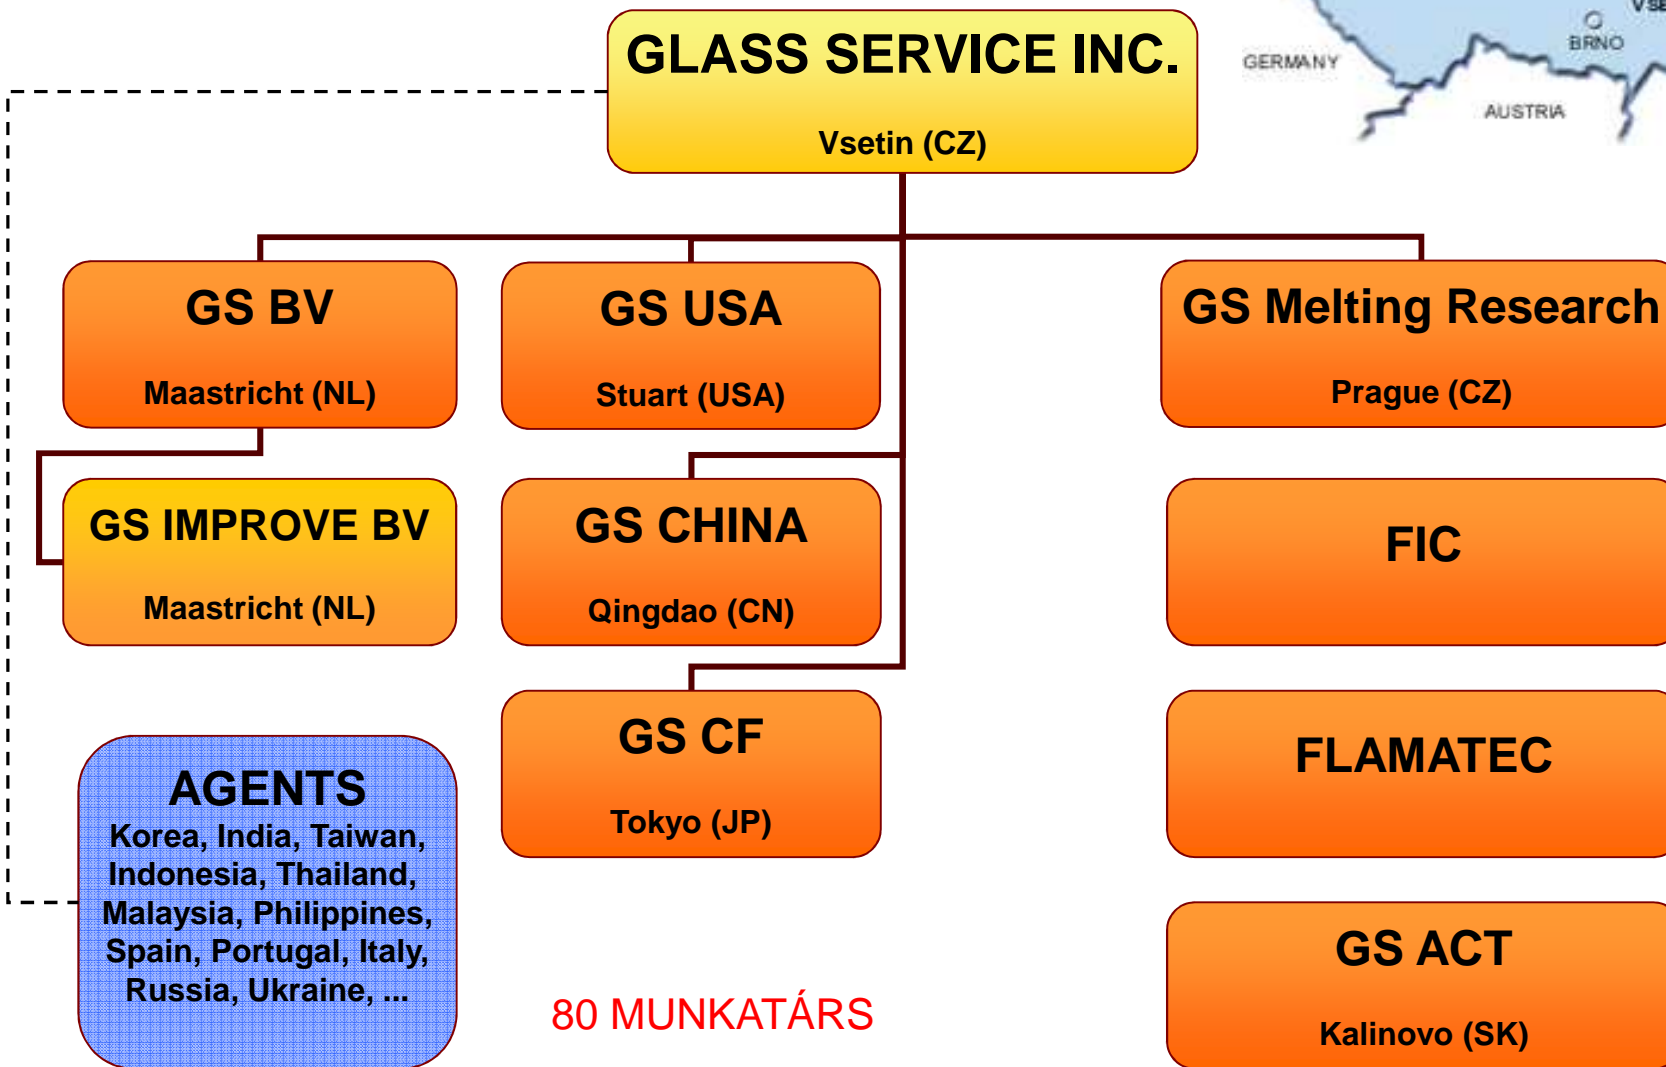 GLASS SERVICE INC.
Vsetin (CZ)
BRNO
GERMANY
AUSTRIA
GS BV
Maastricht (NL)
GS USA
Stuart (USA)
GS Melting Research
Prague (CZ)
GS IMPROVE BV
Maastricht (NL)
GS CHINA
Qingdao (CN)
FIC
GS CF
Tokyo (JP)
FLAMATEC
AGENTS
Korea, India, Taiwan,
Indonesia, Thailand,
Malaysia, Philippines,
Spain, Portugal, Italy,
Russia, Ukraine, ...
80 MUNKATÁRS
GS ACT
Kalinovo (SK)